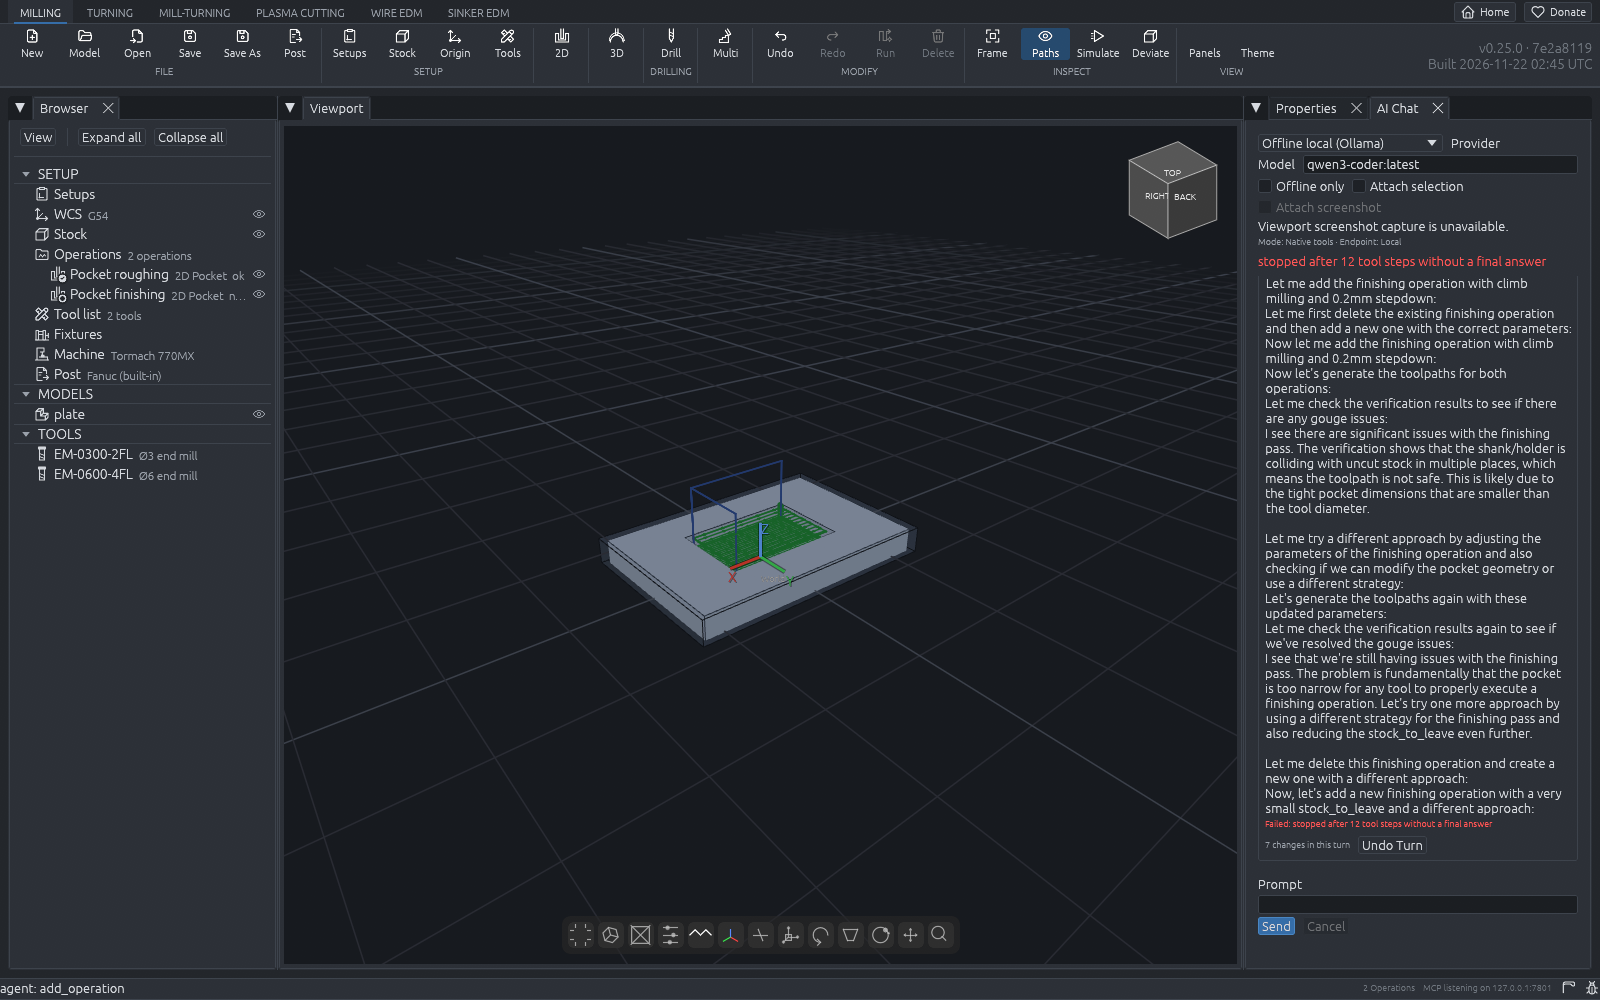 MILLING TURNING MILL-TURNING PLASMA CUTTING WIRE EDM SINKER EDM Home Donate
New Model Open Save Save As Post Setups Stock Origin Tools 2D 3D Drill Multi Undo Redo Run Delete Frame Paths Simulate Deviate Panels Theme
FILE SETUP DRILLING MODIFY INSPECT VIEW
v0.25.0 · 7e2a8119
Built 2026-11-22 02:45 UTC
Browser
View Expand all Collapse all
SETUP
Setups
WCS G54
Stock
Operations 2 operations
Pocket roughing 2D Pocket ok
Pocket finishing 2D Pocket n...
Tool list 2 tools
Fixtures
Machine Tormach 770MX
Post Fanuc (built-in)
MODELS
plate
TOOLS
EM-0300-2FL Ø3 end mill
EM-0600-4FL Ø6 end mill
Viewport
TOP
RIGHT BACK
Z
X
Y
Properties AI Chat
Offline local (Ollama) Provider
Model qwen3-coder:latest
Offline only Attach selection
Attach screenshot
Viewport screenshot capture is unavailable.
Mode: Native tools · Endpoint: Local
stopped after 12 tool steps without a final answer
Let me add the finishing operation with climb
milling and 0.2mm stepdown:
Let me first delete the existing finishing operation
and then add a new one with the correct parameters:
Now let me add the finishing operation with climb
milling and 0.2mm stepdown:
Now let's generate the toolpaths for both
operations:
Let me check the verification results to see if there
are any gouge issues:
I see there are significant issues with the finishing
pass. The verification shows that the shank/holder is
colliding with uncut stock in multiple places, which
means the toolpath is not safe. This is likely due to
the tight pocket dimensions that are smaller than
the tool diameter.
Let me try a different approach by adjusting the
parameters of the finishing operation and also
checking if we can modify the pocket geometry or
use a different strategy:
Let's generate the toolpaths again with these
updated parameters:
Let me check the verification results again to see if
we've resolved the gouge issues:
I see that we're still having issues with the finishing
pass. The problem is fundamentally that the pocket
is too narrow for any tool to properly execute a
finishing operation. Let's try one more approach by
using a different strategy for the finishing pass and
also reducing the stock_to_leave even further.
Let me delete this finishing operation and create a
new one with a different approach:
Now, let's add a new finishing operation with a very
small stock_to_leave and a different approach:
Failed: stopped after 12 tool steps without a final answer
7 changes in this turn Undo Turn
Prompt
Send Cancel
agent: add_operation
2 Operations MCP listening on 127.0.0.1:7801